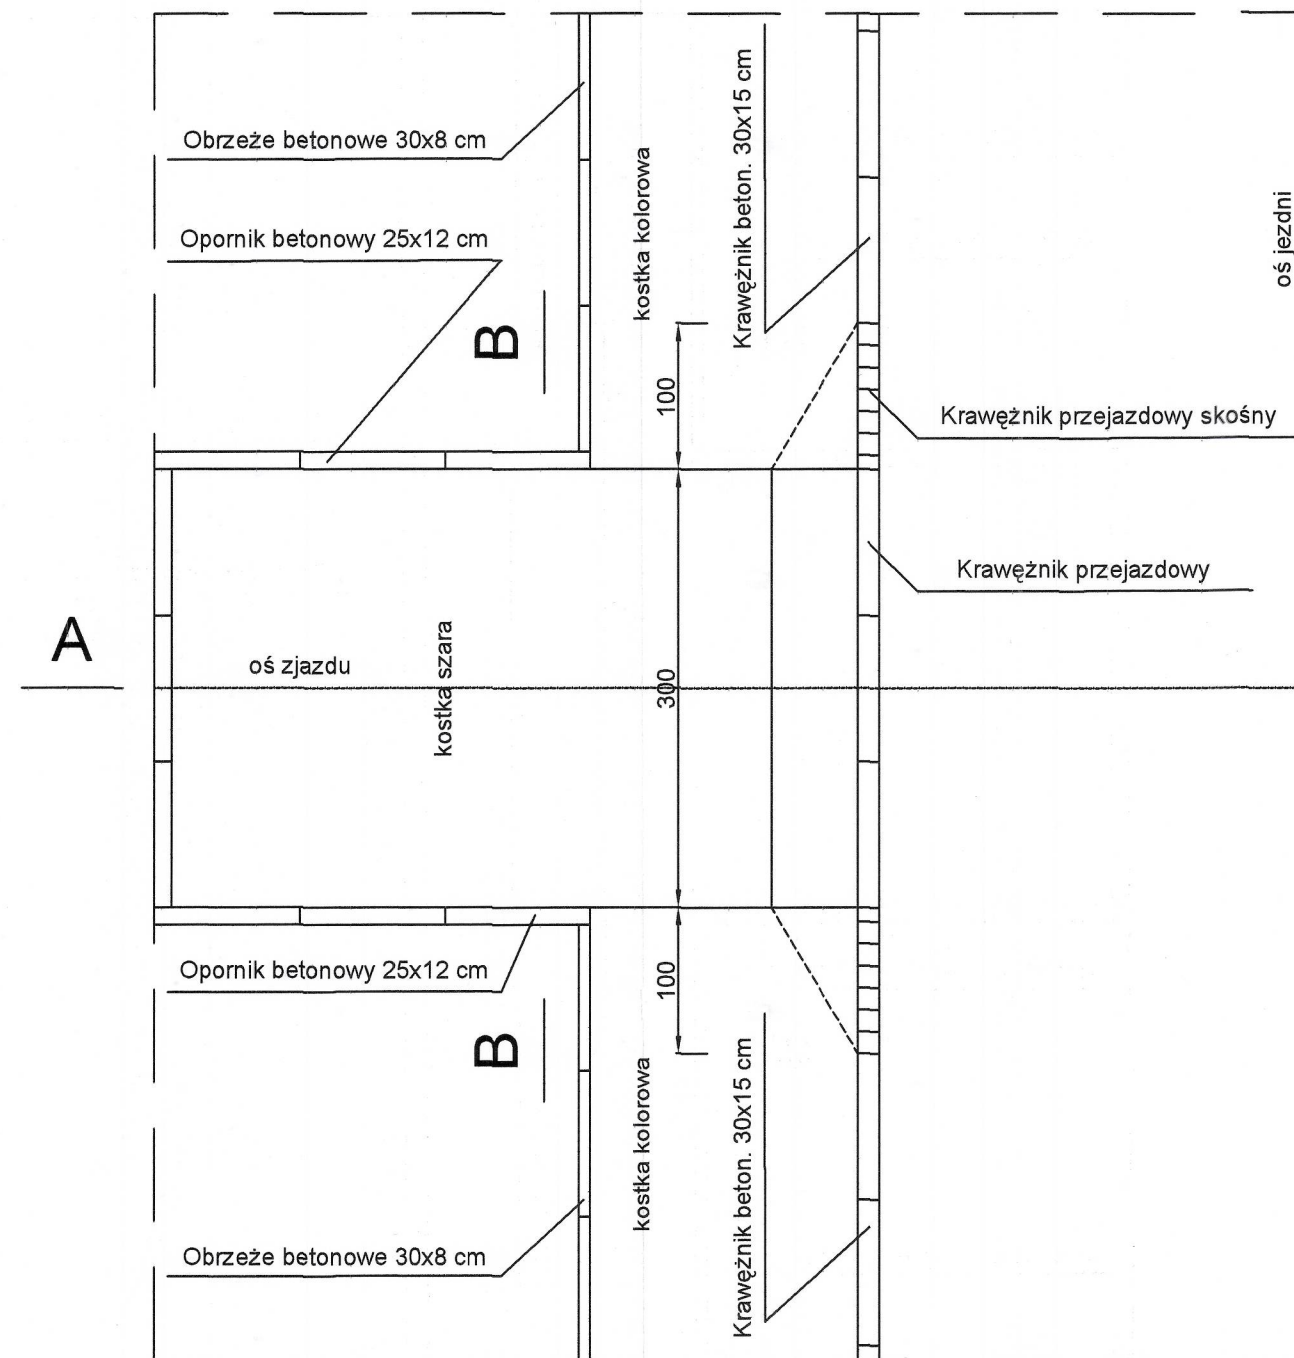 Obrzeże betonowe 30x8 cm
Opornik betonowy 25x12 cm
B
kostka kolorowa
Krawężnik beton. 30x15 cm
oś jezdni
100
Krawężnik przejazdowy skośny
Krawężnik przejazdowy
A
oś zjazdu
kostka szara
300
Opornik betonowy 25x12 cm
100
B
kostka kolorowa
Krawężnik beton. 30x15 cm
Obrzeże betonowe 30x8 cm